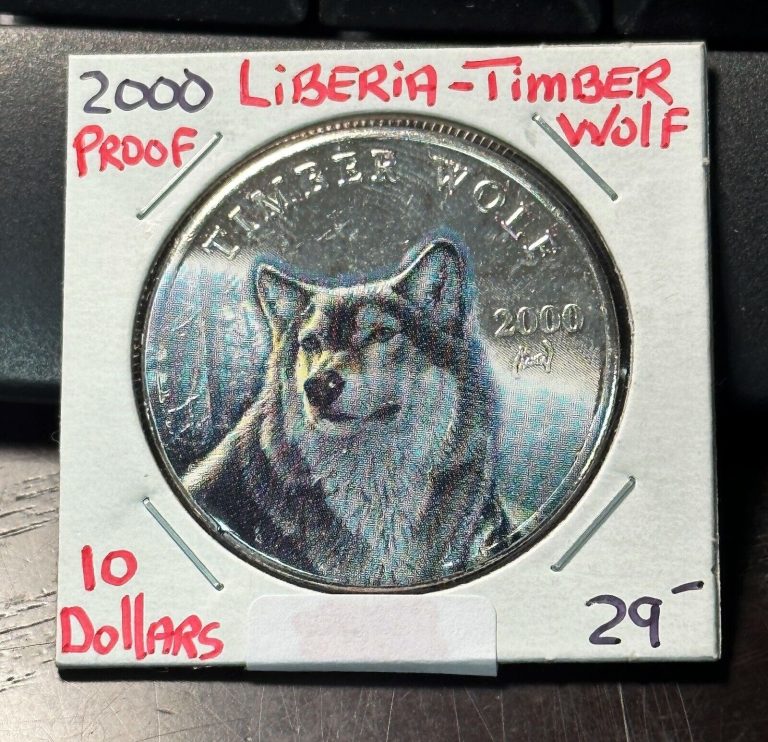 2000 LiBERiA-TiMBER
PROOF WOlF
TIMBER WOLF
2000
10
DollARS
29-